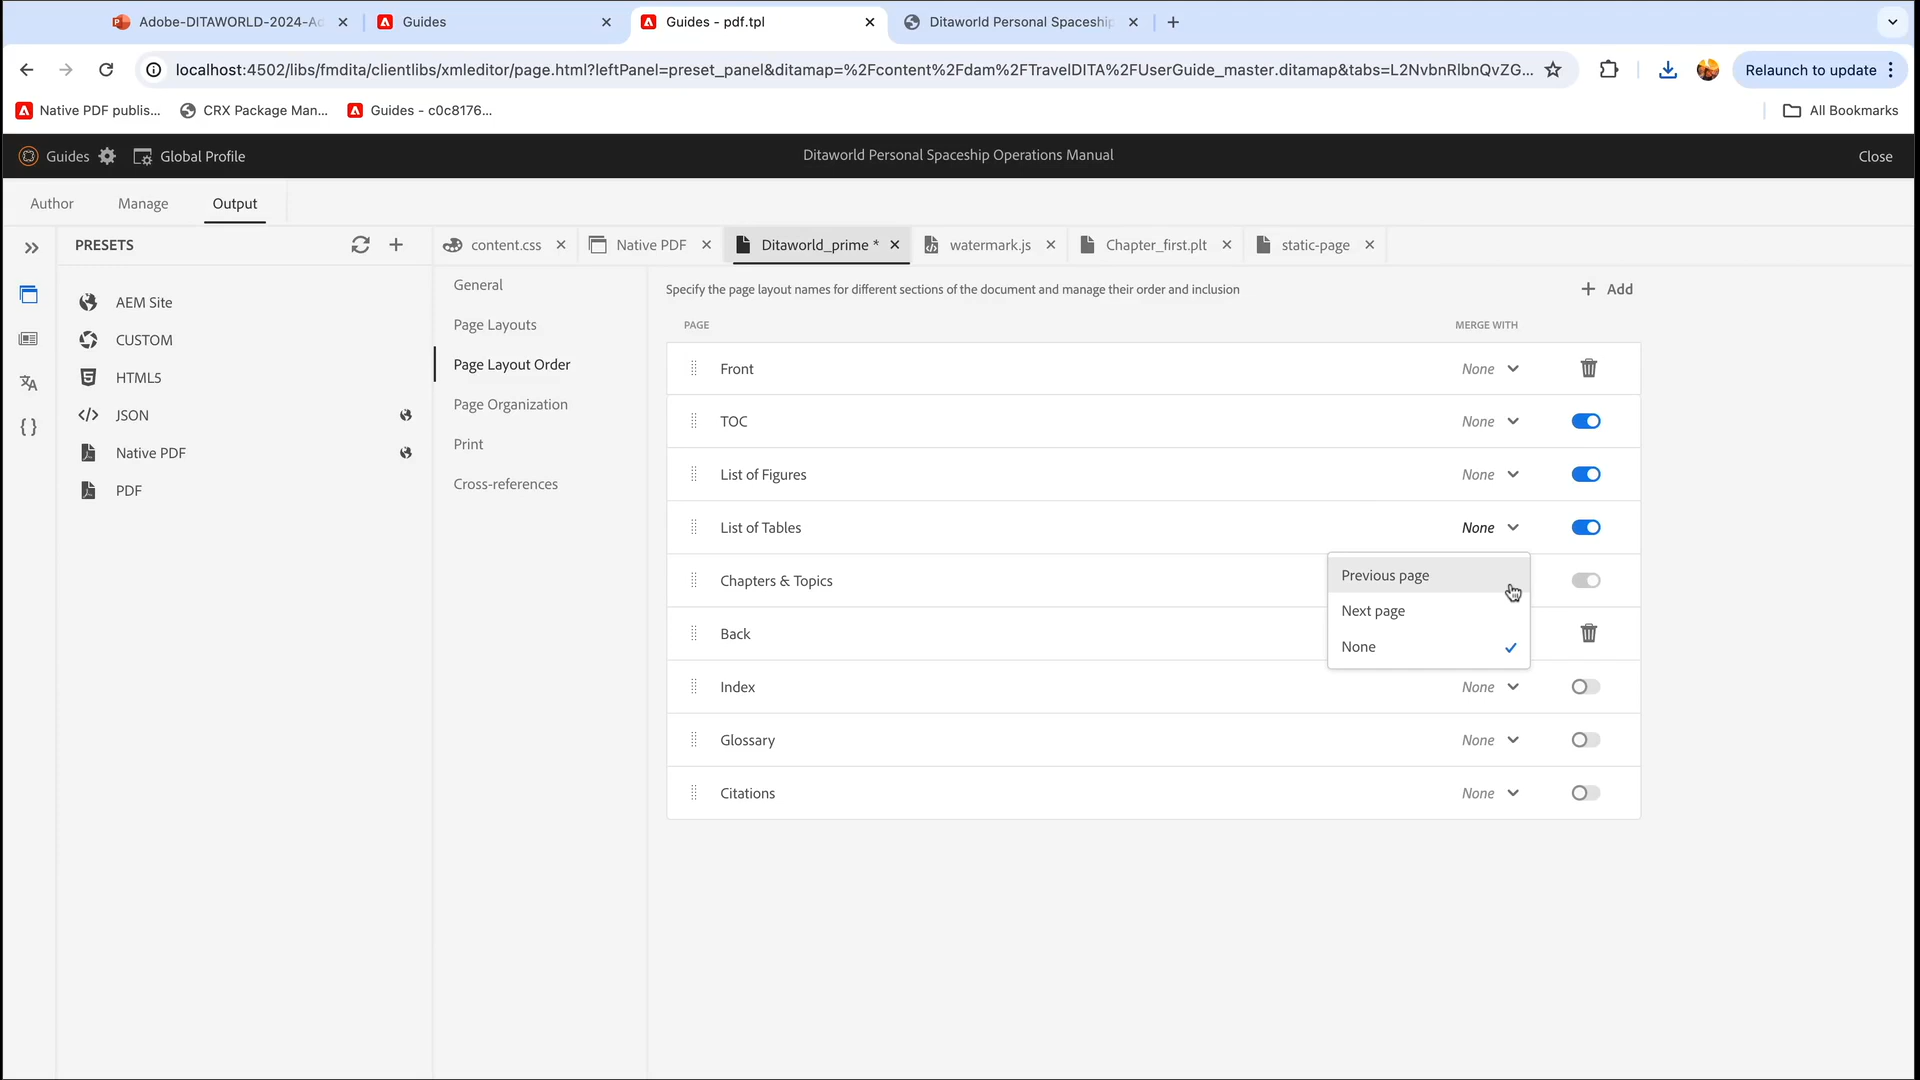 Adobe-DITAWORLD-2024-Ad
Guides
Guides - pdf.tpl
Ditaworld Personal Spaceship
localhost:4502/libs/fmdita/clientlibs/xmleditor/page.html?leftPanel=preset_panel&ditamap=%2Fcontent%2Fdam%2FTravelDITA%2FUserGuide_master.ditamap&tabs=L2NvbnRlbnQvZG...
Relaunch to update
Native PDF publis...
CRX Package Man...
Guides - c0c8176...
All Bookmarks
Guides
Global Profile
Ditaworld Personal Spaceship Operations Manual
Close
Author
Manage
Output
PRESETS
content.css
Native PDF
Ditaworld_prime *
watermark.js
Chapter_first.plt
static-page
AEM Site
CUSTOM
HTML5
JSON
Native PDF
PDF
General
Page Layouts
Page Layout Order
Page Organization
Print
Cross-references
Specify the page layout names for different sections of the document and manage their order and inclusion
Add
PAGE
MERGE WITH
Front
None
TOC
None
List of Figures
None
List of Tables
None
Chapters & Topics
Back
Previous page
Next page
None
Index
None
Glossary
None
Citations
None